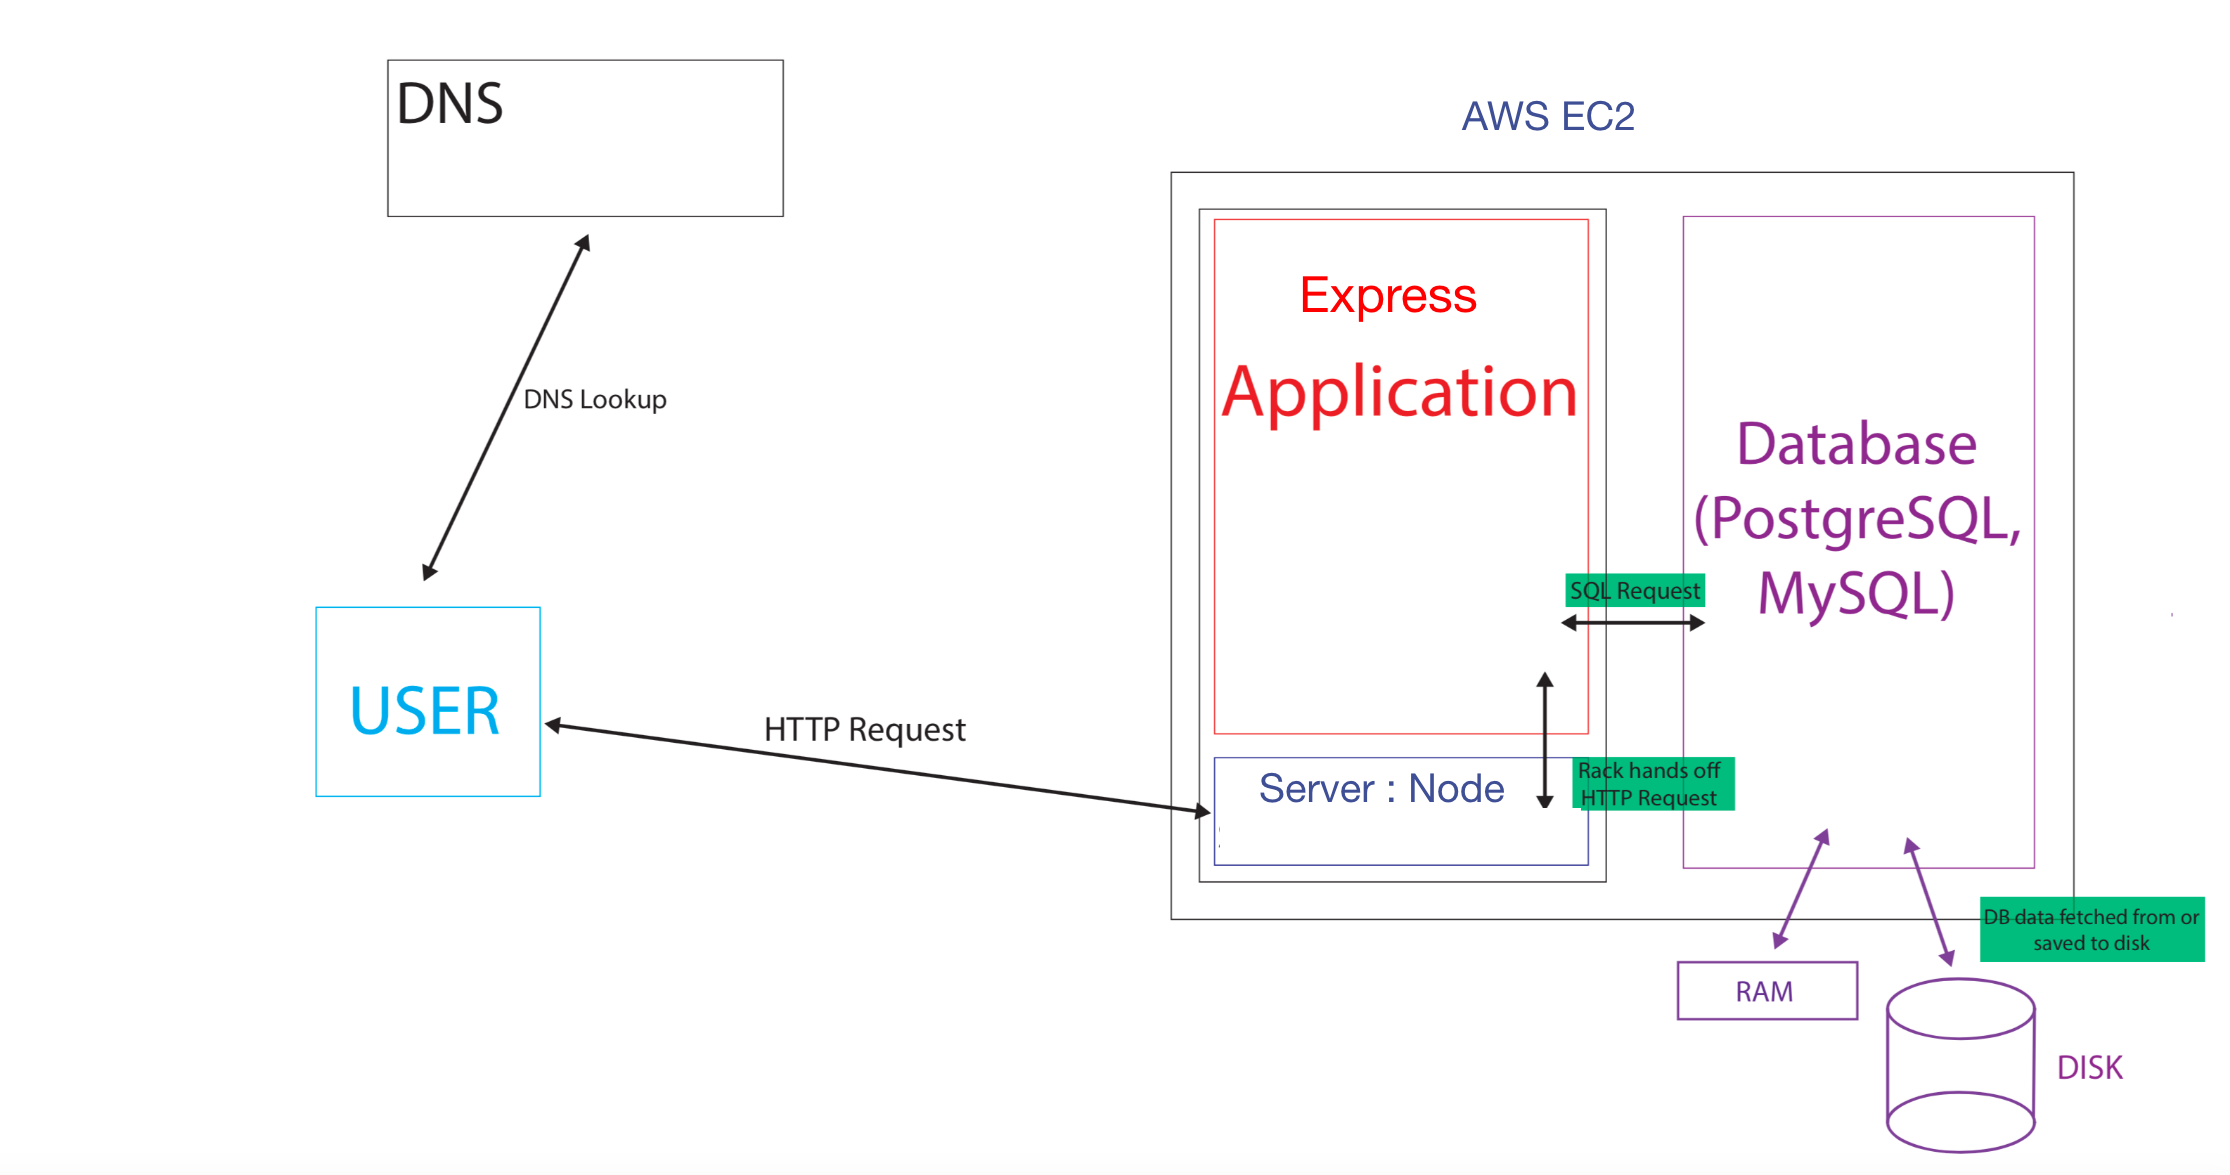 DNS
AWS EC2
Express
Application
DNS Lookup
Database
(PostgreSQL,
MySQL)
SQL Request
USER
HTTP Request
Server : Node
Rack hands off
HTTP Request
DB data fetched from or
saved to disk
RAM
DISK